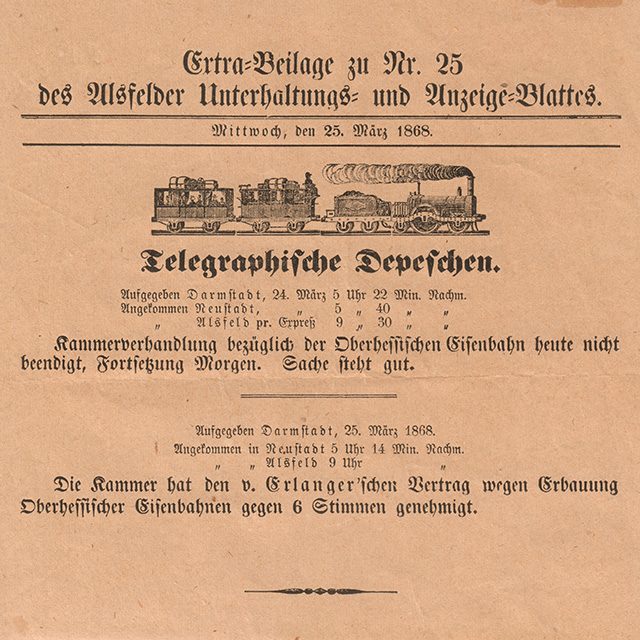 Extra-Beilage zu Nr. 25
des Alsfelder Unterhaltungs- und Anzeige-Blattes.
Mittwoch, den 25. März 1868.
Telegraphische Depeschen.
Aufgegeben Darmstadt, 24. März 5 Uhr 22 Min. Nachm.
Angekommen Neustadt, „ 5 „ 40 „ „
„ Alsfeld pr. Expreß 9 „ 30 „ „
Kammerverhandlung bezüglich der Oberhessischen Eisenbahn heute nicht
beendigt, Fortsetzung Morgen. Sache steht gut.
Aufgegeben Darmstadt, 25. März 1868.
Angekommen in Neustadt 5 Uhr 14 Min. Nachm.
„ „ Alsfeld 9 Uhr „
Die Kammer hat den v. Erlanger'schen Vertrag wegen Erbauung
Oberhessischer Eisenbahnen gegen 6 Stimmen genehmigt.